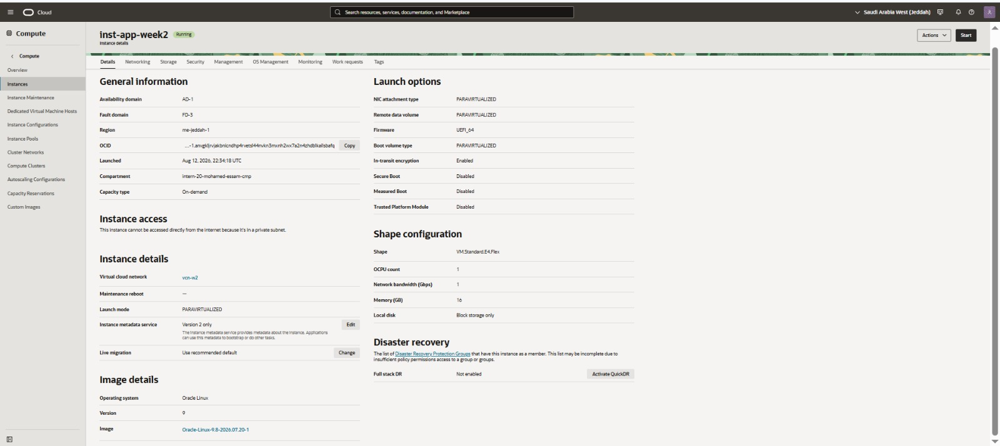 Cloud
Search resources, services, documentation, and Marketplace
Saudi Arabia West (Jeddah)
A
Compute
Compute
Overview
Instances
Instance Maintenance
Dedicated Virtual Machine Hosts
Instance Configurations
Instance Pools
Cluster Networks
Compute Clusters
Autoscaling Configurations
Capacity Reservations
Custom Images
inst-app-week2 Running
Instance details
Actions Start
Details Networking Storage Security Management OS Management Monitoring Work requests Tags
General information
Availability domain AD-1
Fault domain FD-3
Region me-jeddah-1
OCID Copy
Launched Aug 12, 2026, 22:34:18 UTC
Compartment intern-20-mohamed-essam-cmp
Capacity type On-demand
Instance access
This instance cannot be accessed directly from the internet because it's in a private subnet.
Instance details
Virtual cloud network vcn-w2
Maintenance reboot —
Launch mode PARAVIRTUALIZED
Instance metadata service Version 2 only Edit
The instance metadata service provides metadata about the instance. Applications
can use this metadata to bootstrap or do other tasks.
Live migration Use recommended default Change
Image details
Operating system Oracle Linux
Version 9
Image Oracle-Linux-9.8-2026.07.20-1
Launch options
NIC attachment type PARAVIRTUALIZED
Remote data volume PARAVIRTUALIZED
Firmware UEFI_64
Boot volume type PARAVIRTUALIZED
In-transit encryption Enabled
Secure Boot Disabled
Measured Boot Disabled
Trusted Platform Module Disabled
Shape configuration
Shape VM.Standard.E4.Flex
OCPU count 1
Network bandwidth (Gbps) 1
Memory (GB) 16
Local disk Block storage only
Disaster recovery
The list of Disaster Recovery Protection Groups that have this instance as a member. This list may be incomplete due to
insufficient policy permissions access to a group or groups.
Full stack DR Not enabled Activate QuickDR